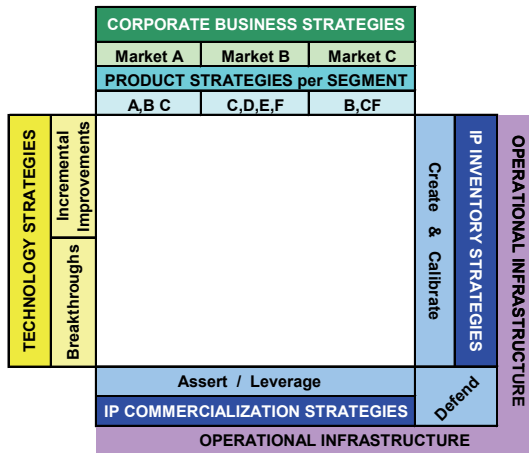 CORPORATE BUSINESS STRATEGIES
Market A Market B Market C
PRODUCT STRATEGIES per SEGMENT
A,B C C,D,E,F B,CF
TECHNOLOGY STRATEGIES
Incremental
Improvements
Breakthroughs
Create & Calibrate
IP INVENTORY STRATEGIES
OPERATIONAL INFRASTRUCTURE
Assert / Leverage
IP COMMERCIALIZATION STRATEGIES
Defend
OPERATIONAL INFRASTRUCTURE